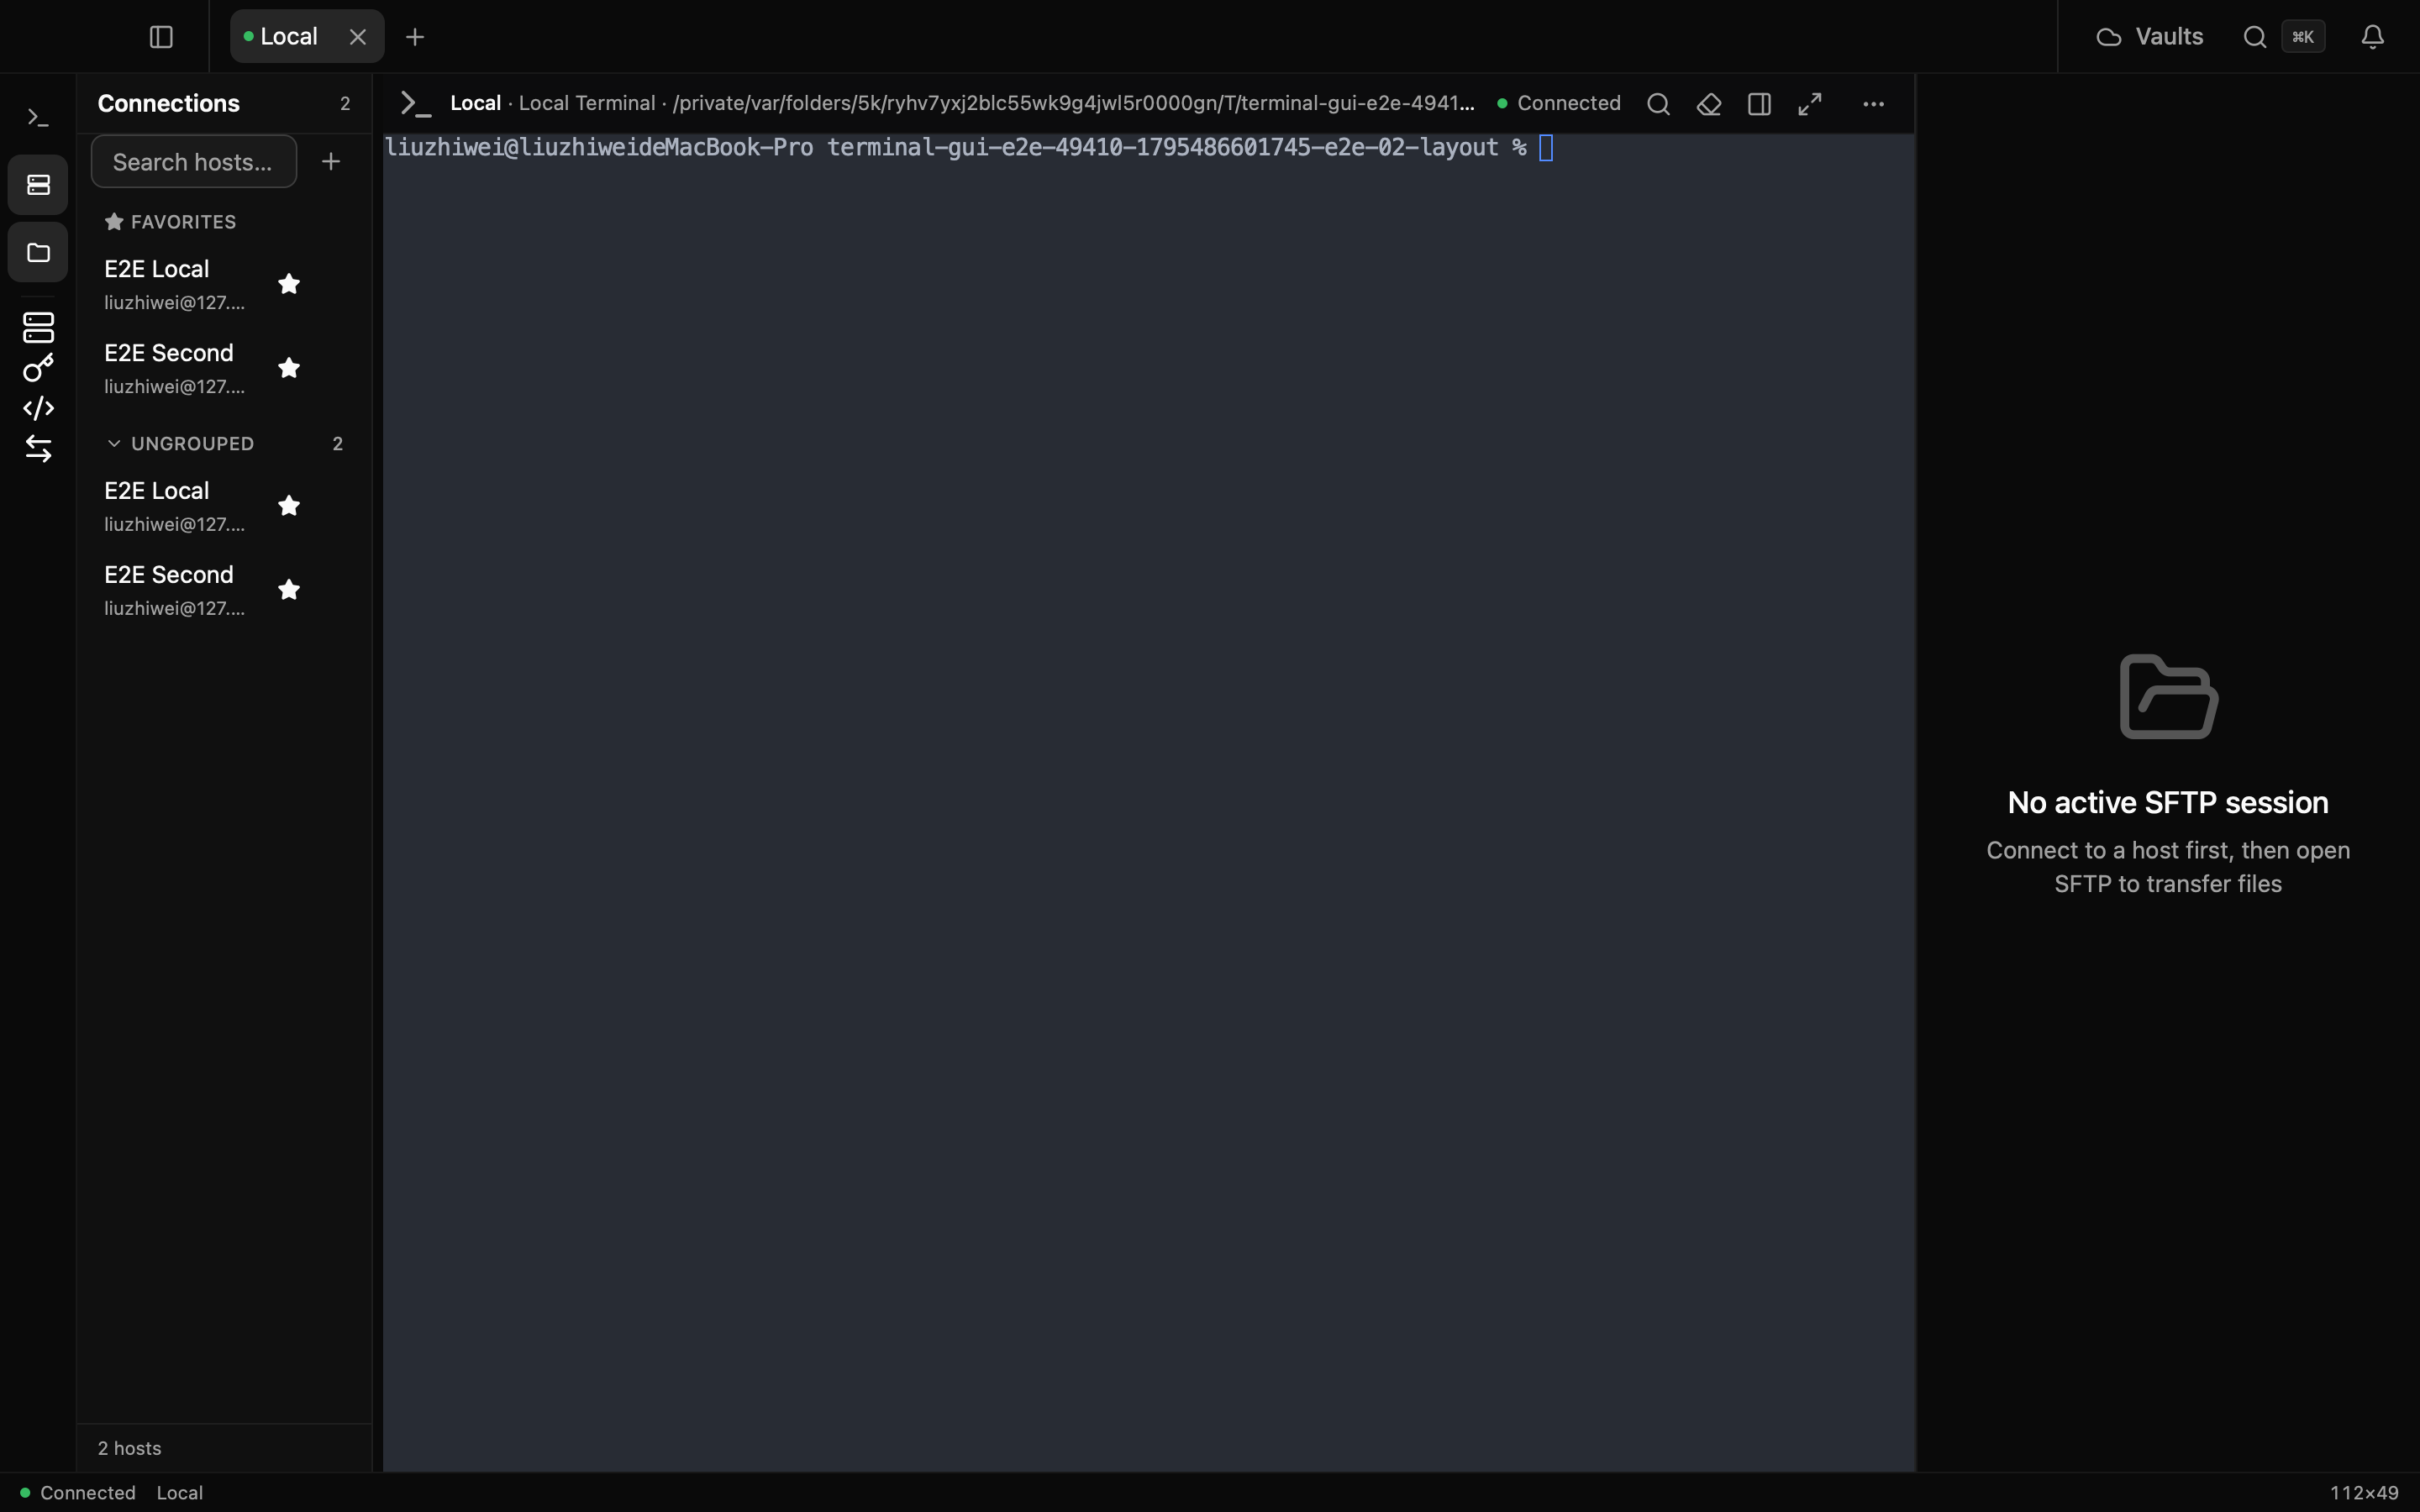 Local
Vaults
⌘K
Connections 2
Search hosts...
FAVORITES
E2E Local
liuzhiwei@127....
E2E Second
liuzhiwei@127....
UNGROUPED 2
E2E Local
liuzhiwei@127....
E2E Second
liuzhiwei@127....
2 hosts
Local · Local Terminal · /private/var/folders/5k/ryhv7yxj2blc55wk9g4jwl5r0000gn/T/terminal-gui-e2e-4941... Connected
liuzhiwei@liuzhiweideMacBook-Pro terminal-gui-e2e-49410-1795486601745-e2e-02-layout %
No active SFTP session
Connect to a host first, then open
SFTP to transfer files
Connected Local
112×49